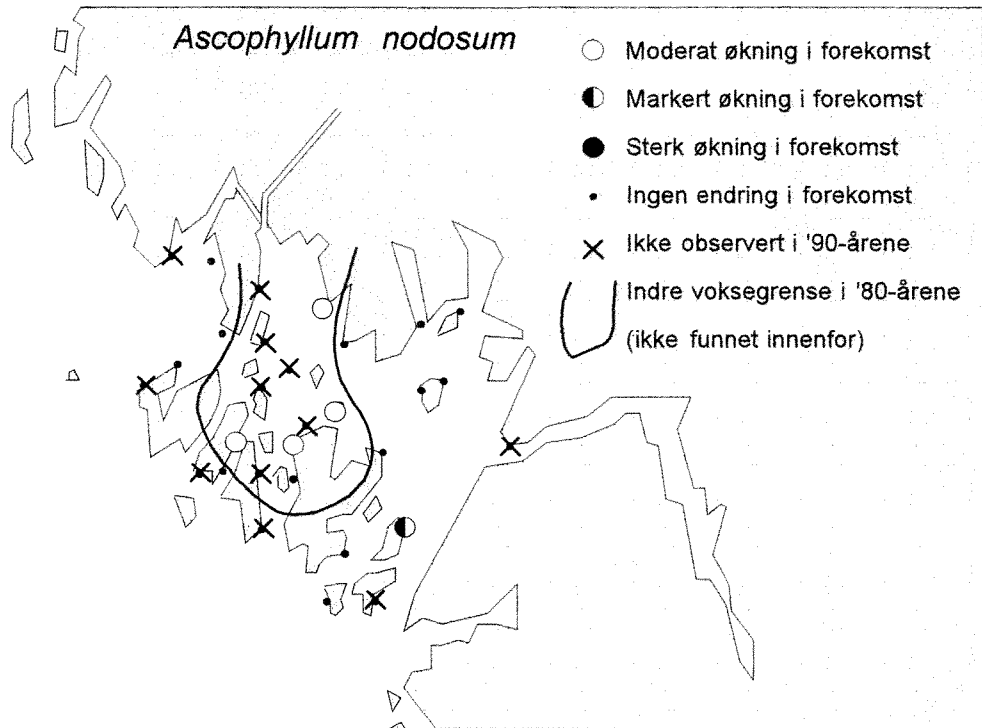 Ascophyllum nodosum
Moderat økning i forekomst
Markert økning i forekomst
Sterk økning i forekomst
Ingen endring i forekomst
Ikke observert i '90-årene
Indre voksegrense i '80-årene
(ikke funnet innenfor)